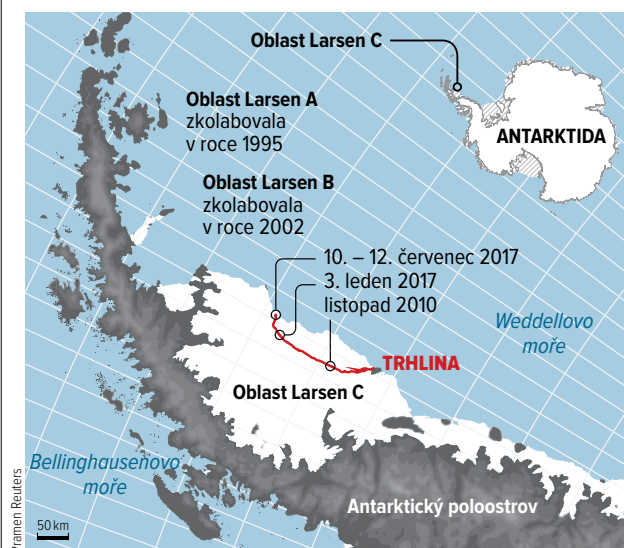 Oblast Larsen C
ANTARKTIDA
Oblast Larsen A
zkolabovala
v roce 1995
Oblast Larsen B
zkolabovala
v roce 2002
10. – 12. červenec 2017
3. leden 2017
listopad 2010
Weddellovo
moře
TRHLINA
Oblast Larsen C
Bellinghauseňovo
moře
Antarktický poloostrov
50 km
Pramen Reuters